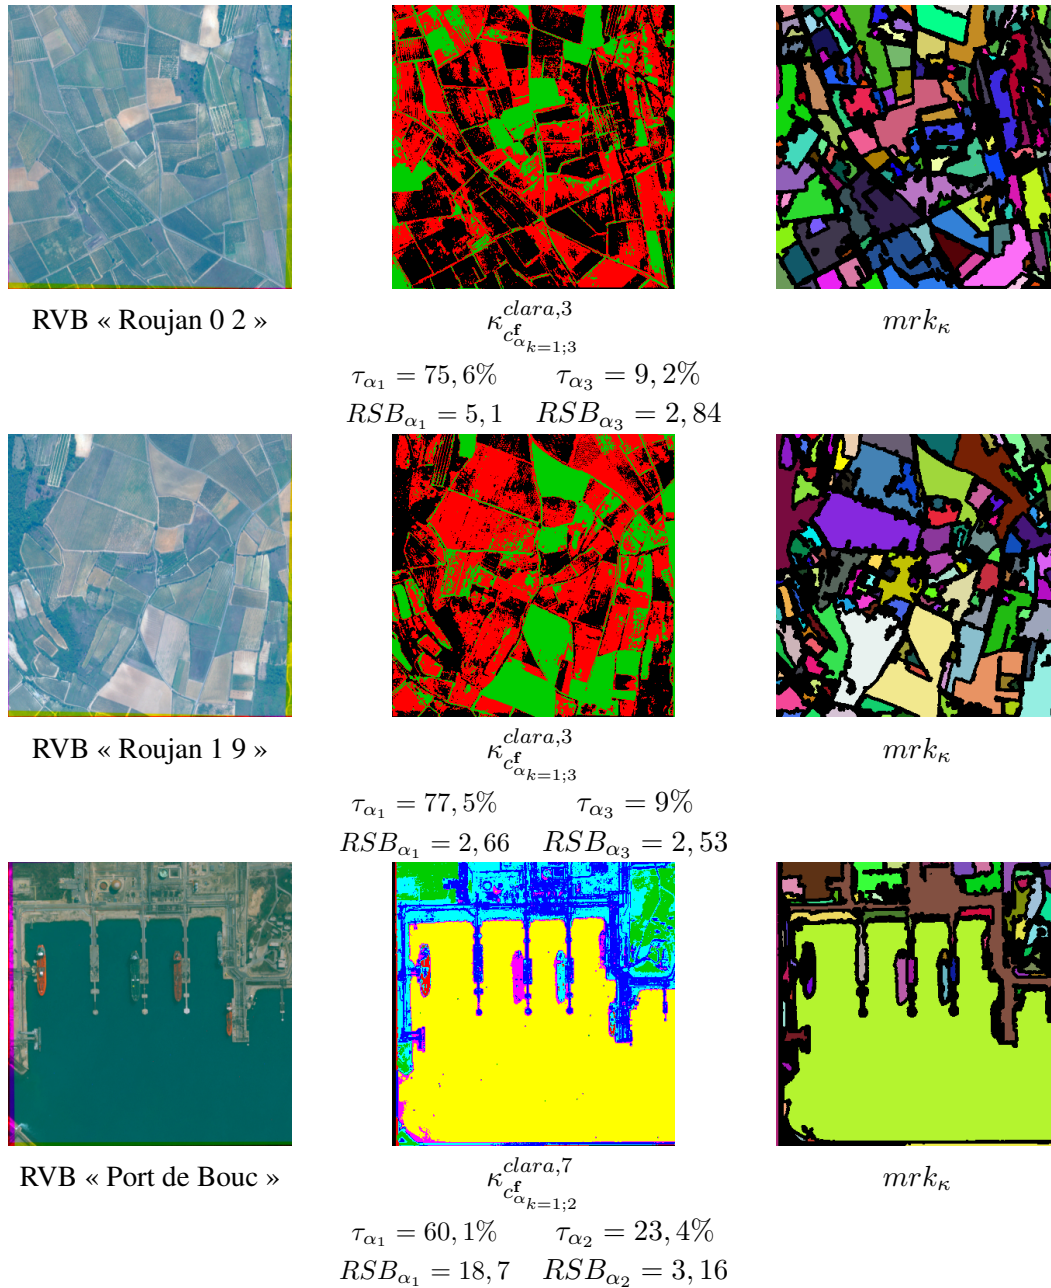 RVB « Roujan 0 2 »
κ^{clara,3}_{c^{f}_{α_{k=1;3}}}
mrk_κ
τ_{α_1} = 75,6% τ_{α_3} = 9,2%
RSB_{α_1} = 5,1 RSB_{α_3} = 2,84
RVB « Roujan 1 9 »
κ^{clara,3}_{c^{f}_{α_{k=1;3}}}
mrk_κ
τ_{α_1} = 77,5% τ_{α_3} = 9%
RSB_{α_1} = 2,66 RSB_{α_3} = 2,53
RVB « Port de Bouc »
κ^{clara,7}_{c^{f}_{α_{k=1;2}}}
mrk_κ
τ_{α_1} = 60,1% τ_{α_2} = 23,4%
RSB_{α_1} = 18,7 RSB_{α_2} = 3,16